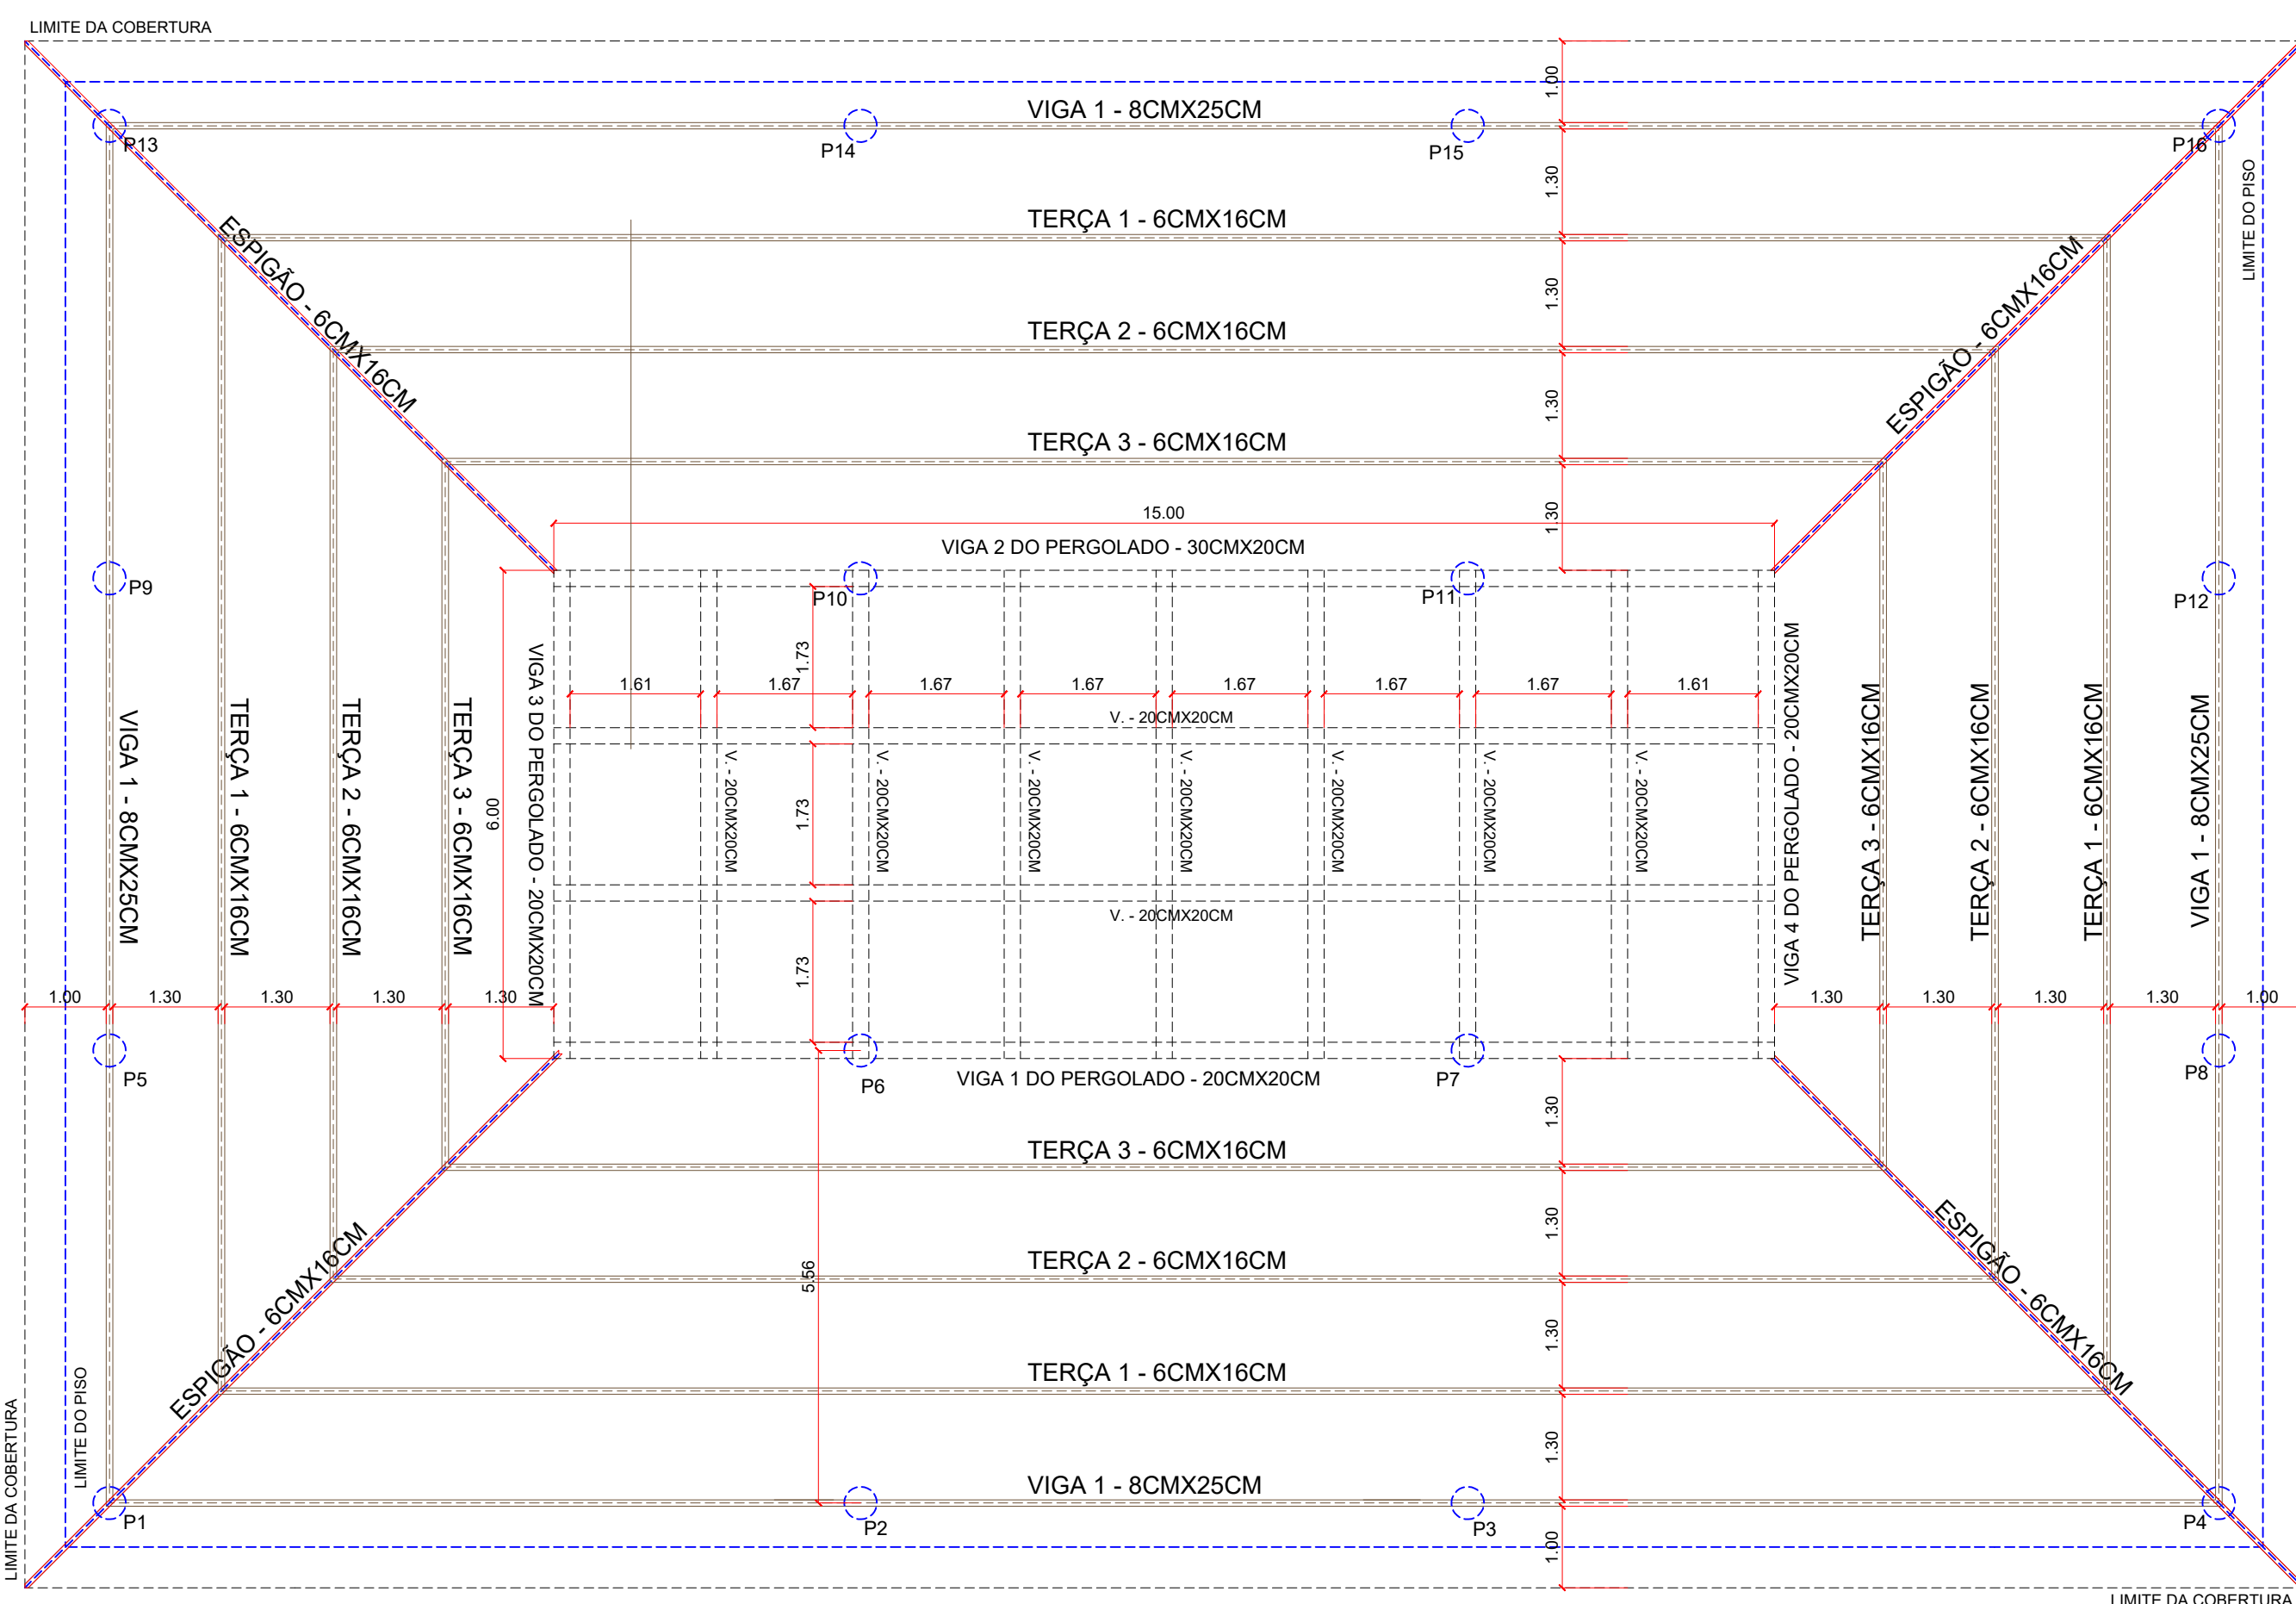 LIMITE DA COBERTURA
1.00
VIGA 1 - 8CMX25CM
P13
P14
P15
P16
LIMITE DO PISO
1.30
TERÇA 1 - 6CMX16CM
ESPIGÃO - 6CMX16CM
ESPIGÃO - 6CMX16CM
1.30
TERÇA 2 - 6CMX16CM
1.30
TERÇA 3 - 6CMX16CM
1.30
15.00
VIGA 2 DO PERGOLADO - 30CMX20CM
P9
P10
P11
P12
1.73
1.61
1.67
1.67
1.67
1.67
1.67
1.67
1.61
V. - 20CMX20CM
VIGA 1 - 8CMX25CM
TERÇA 1 - 6CMX16CM
TERÇA 2 - 6CMX16CM
TERÇA 3 - 6CMX16CM
6.00
VIGA 3 DO PERGOLADO - 20CMX20CM
V. - 20CMX20CM
1.73
V. - 20CMX20CM
V. - 20CMX20CM
V. - 20CMX20CM
V. - 20CMX20CM
V. - 20CMX20CM
V. - 20CMX20CM
VIGA 4 DO PERGOLADO - 20CMX20CM
TERÇA 3 - 6CMX16CM
TERÇA 2 - 6CMX16CM
TERÇA 1 - 6CMX16CM
VIGA 1 - 8CMX25CM
V. - 20CMX20CM
1.73
1.00
1.30
1.30
1.30
1.30
1.30
1.30
1.30
1.30
1.00
P5
P6
VIGA 1 DO PERGOLADO - 20CMX20CM
P7
P8
1.30
TERÇA 3 - 6CMX16CM
1.30
TERÇA 2 - 6CMX16CM
5.56
ESPIGÃO - 6CMX16CM
ESPIGÃO - 6CMX16CM
1.30
TERÇA 1 - 6CMX16CM
LIMITE DO PISO
LIMITE DA COBERTURA
1.30
VIGA 1 - 8CMX25CM
P1
P2
P3
P4
1.00
LIMITE DA COBERTURA